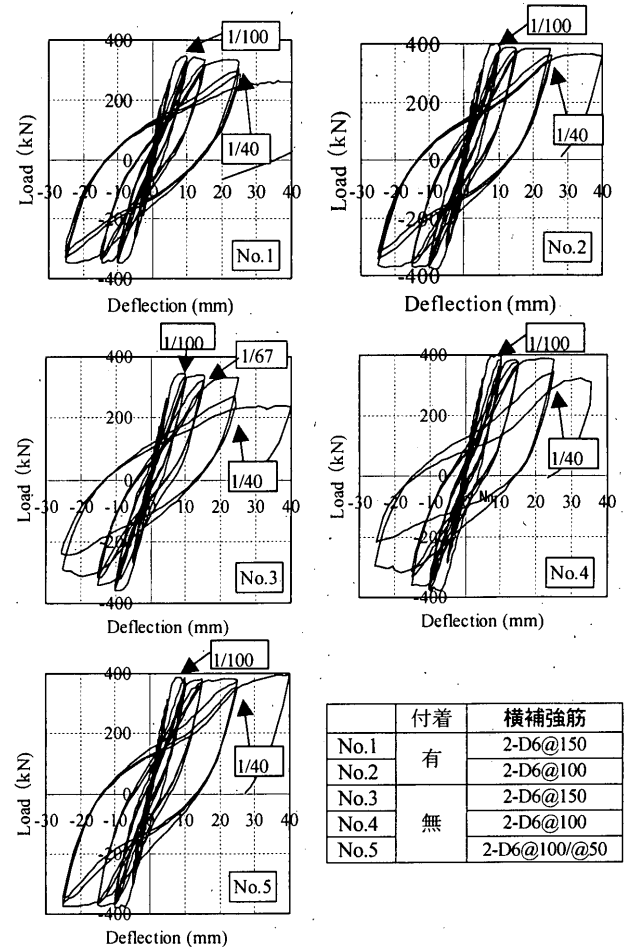 400
1/100
200
1/40
0
-30 -20 -10 0 10 20 30 40
-200
No.1
-400
Load (kN)
Deflection (mm)
1/100
400
200
1/40
0
-30 -20 -10 0 10 20 30 40
-200
No.2
-400
Load (kN)
Deflection (mm)
1/100
1/67
400
200
1/40
0
-30 -20 -10 0 10 20 30 40
-200
No.3
-400
Load (kN)
Deflection (mm)
1/100
400
200
1/40
0
-30 -20 -10 0 10 20 30 40
-200
No.4
-400
Load (kN)
Deflection (mm)
1/100
400
200
1/40
0
-30 -20 -10 0 10 20 30 40
-200
No.5
-400
Load (kN)
Deflection (mm)
付着 横補強筋
No.1 有 2-D6@150
No.2 2-D6@100
No.3 無 2-D6@150
No.4 2-D6@100
No.5 2-D6@100/@50